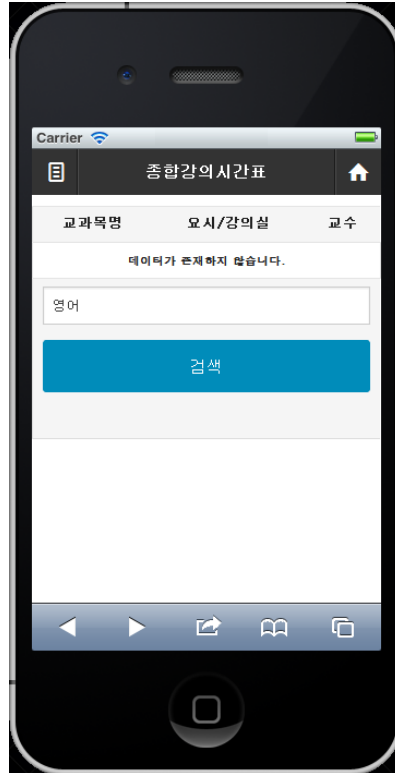 Carrier
종합강의시간표
교과목명 요시/강의실 교수
데이터가 존재하지 않습니다.
영어
검색